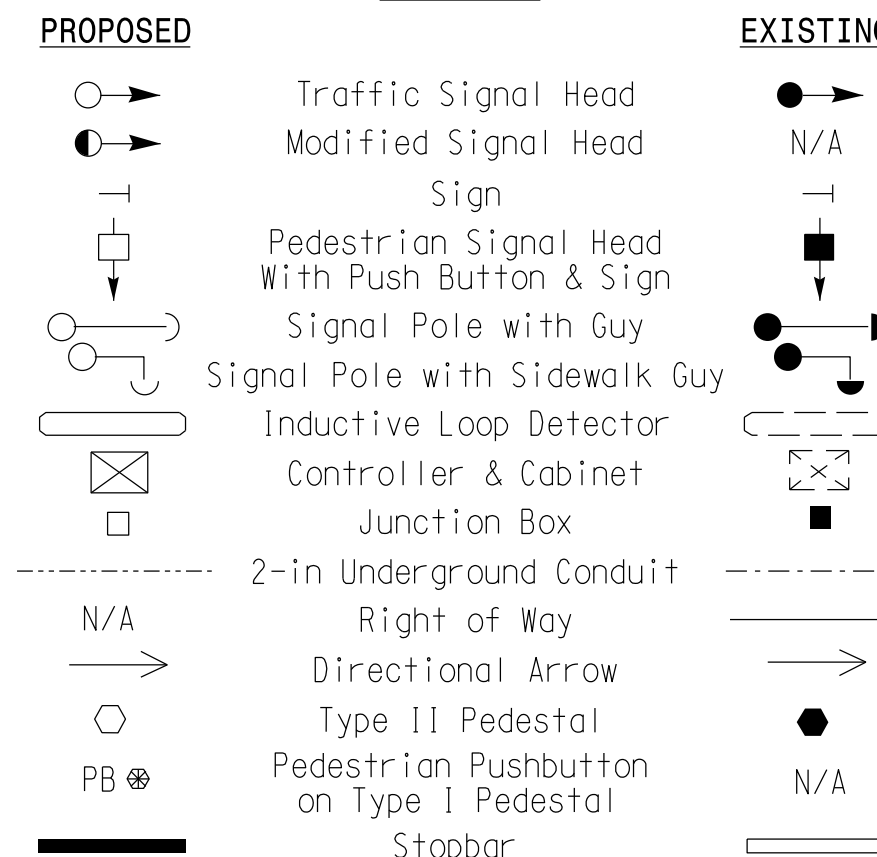 PROPOSED EXISTING
Traffic Signal Head
Modified Signal Head N/A
Sign
Pedestrian Signal Head
With Push Button & Sign
Signal Pole with Guy
Signal Pole with Sidewalk Guy
Inductive Loop Detector
Controller & Cabinet
Junction Box
2-in Underground Conduit
N/A Right of Way
Directional Arrow
Type II Pedestal
Pedestrian Pushbutton
PB N/A
on Type I Pedestal
Stopbar